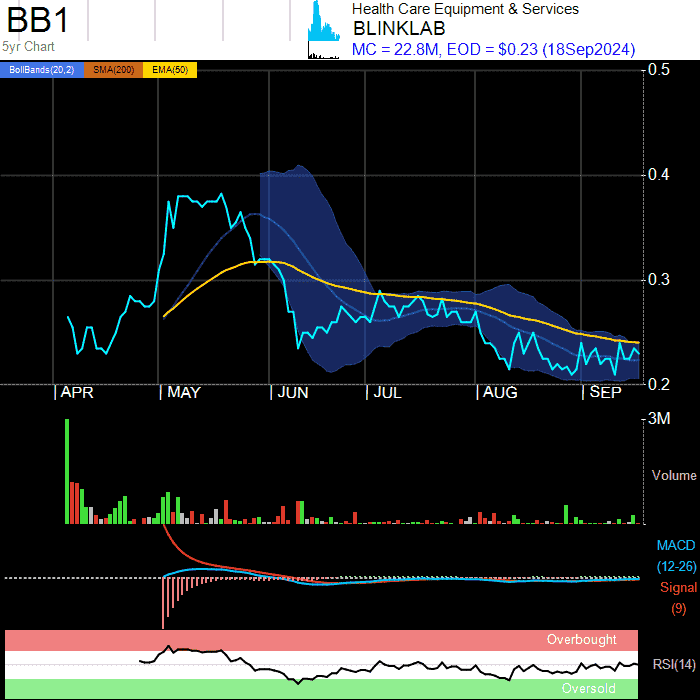 BB1
5yr Chart
Health Care Equipment & Services
BLINKLAB
MC = 22.8M, EOD = $0.23 (18Sep2024)
BollBands(20,2) SMA(200) EMA(50)
0.5
0.4
0.3
0.2
APR MAY JUN JUL AUG SEP
3M
Volume
MACD
(12-26)
Signal
(9)
Overbought
RSI(14)
Oversold